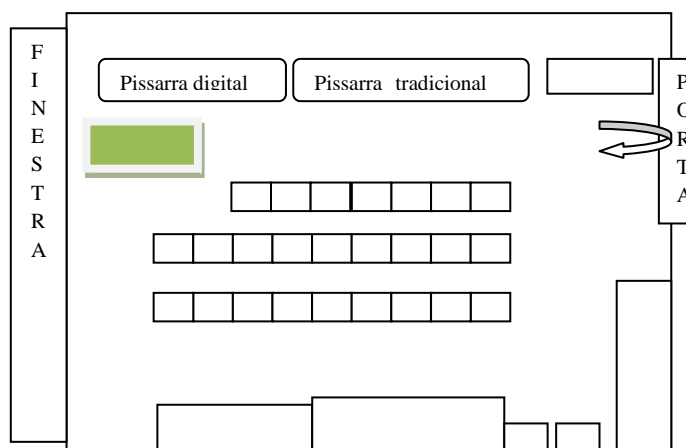 F
I
N
E
S
T
R
A
Pissarra digital
Pissarra tradicional
P
O
R
T
A